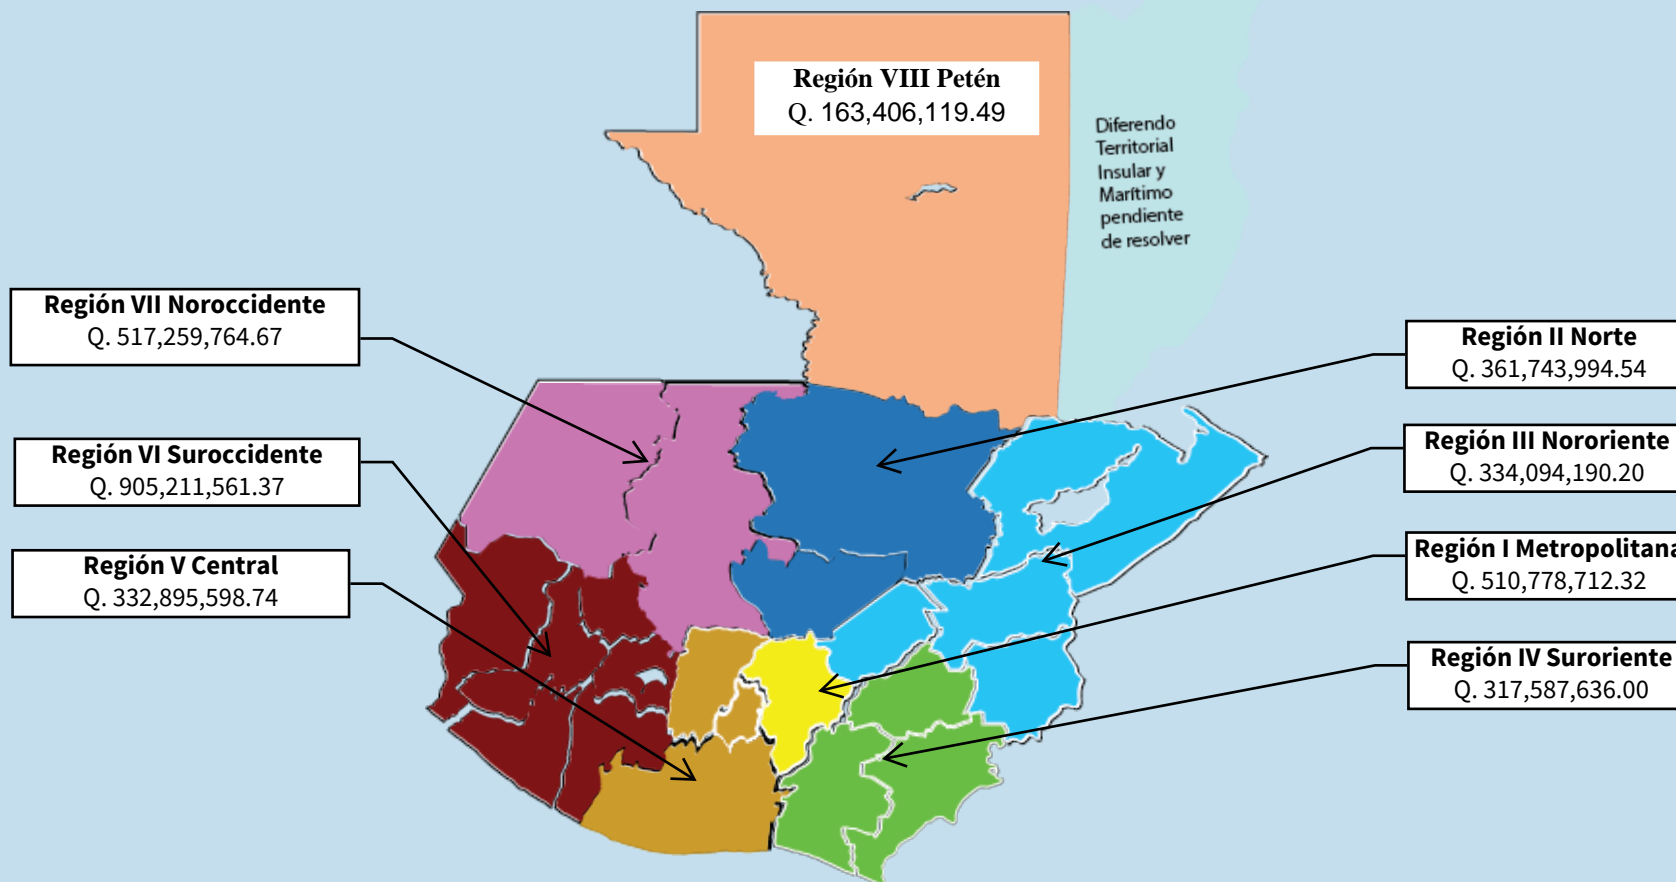 Región VIII Petén
Q. 163,406,119.49
Diferendo
Territorial
Insular y
Marítimo
pendiente
de resolver
Región VII Noroccidente
Q. 517,259,764.67
Región II Norte
Q. 361,743,994.54
Región VI Suroccidente
Q. 905,211,561.37
Región III Nororiente
Q. 334,094,190.20
Región V Central
Q. 332,895,598.74
Región I Metropolitana
Q. 510,778,712.32
Región IV Suroriente
Q. 317,587,636.00